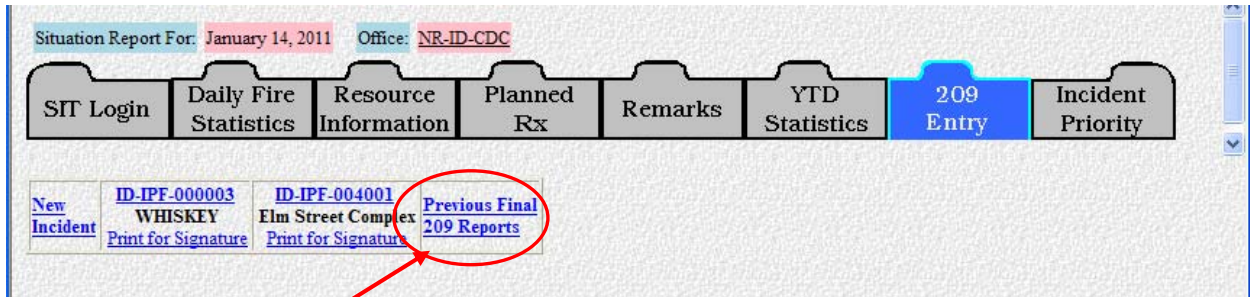 Situation Report For: January 14, 2011 Office: NR-ID-CDC
SIT Login
Daily Fire
Statistics
Resource
Information
Planned
Rx
Remarks
YTD
Statistics
209
Entry
Incident
Priority
New
Incident
ID-IPF-000003
WHISKEY
Print for Signature
ID-IPF-004001
Elm Street Complex
Print for Signature
Previous Final
209 Reports